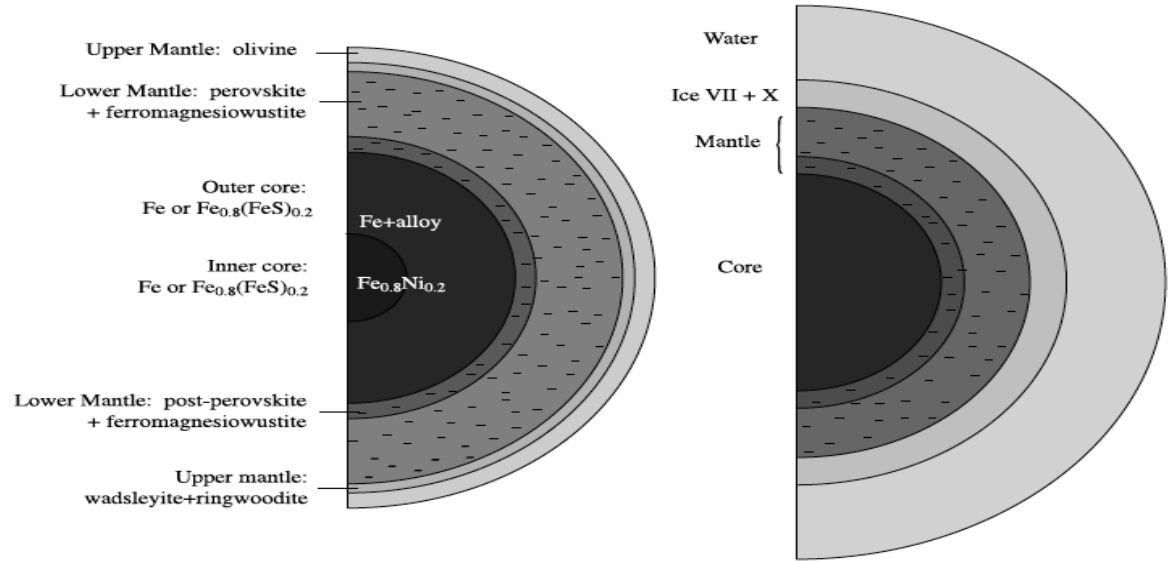 Upper Mantle: olivine
Lower Mantle: perovskite
+ ferromagnesiowustite
Outer core:
Fe or Fe₀.₈(FeS)₀.₂
Inner core:
Fe or Fe₀.₈(FeS)₀.₂
Lower Mantle: post-perovskite
+ ferromagnesiowustite
Upper mantle:
wadsleyite+ringwoodite
Fe+alloy
Fe₀.₈Ni₀.₂
Water
Ice VII + X
Mantle
Core